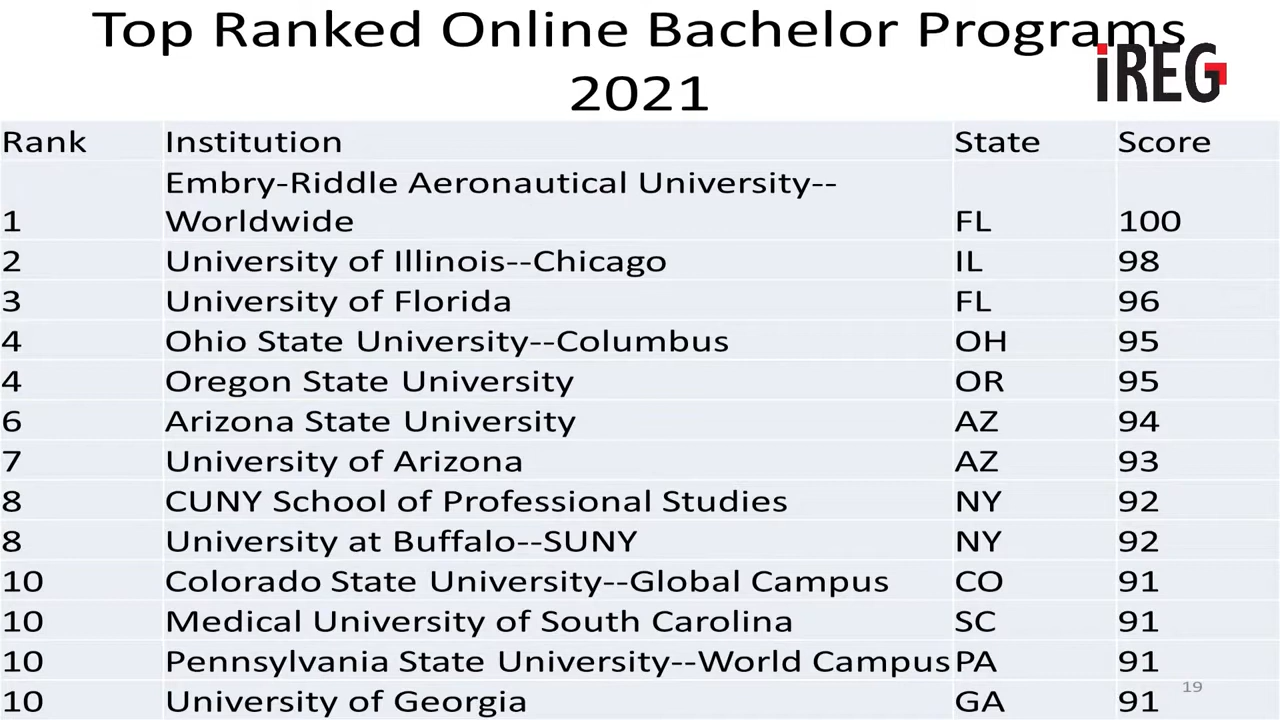 Top Ranked Online Bachelor Programs
2021
iREG
Rank Institution State Score
Embry-Riddle Aeronautical University--
1 Worldwide FL 100
2 University of Illinois--Chicago IL 98
3 University of Florida FL 96
4 Ohio State University--Columbus OH 95
4 Oregon State University OR 95
6 Arizona State University AZ 94
7 University of Arizona AZ 93
8 CUNY School of Professional Studies NY 92
8 University at Buffalo--SUNY NY 92
10 Colorado State University--Global Campus CO 91
10 Medical University of South Carolina SC 91
10 Pennsylvania State University--World Campus PA 91
19
10 University of Georgia GA 91